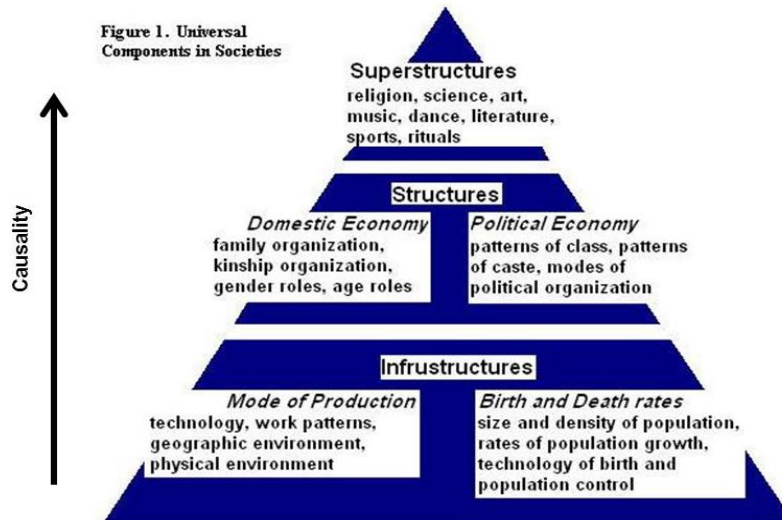 Figure 1. Universal
Components in Societies
Causality
Superstructures
religion, science, art,
music, dance, literature,
sports, rituals
Structures
Domestic Economy
family organization,
kinship organization,
gender roles, age roles
Political Economy
patterns of class, patterns
of caste, modes of
political organization
Infrustructures
Mode of Production
technology, work patterns,
geographic environment,
physical environment
Birth and Death rates
size and density of population,
rates of population growth,
technology of birth and
population control